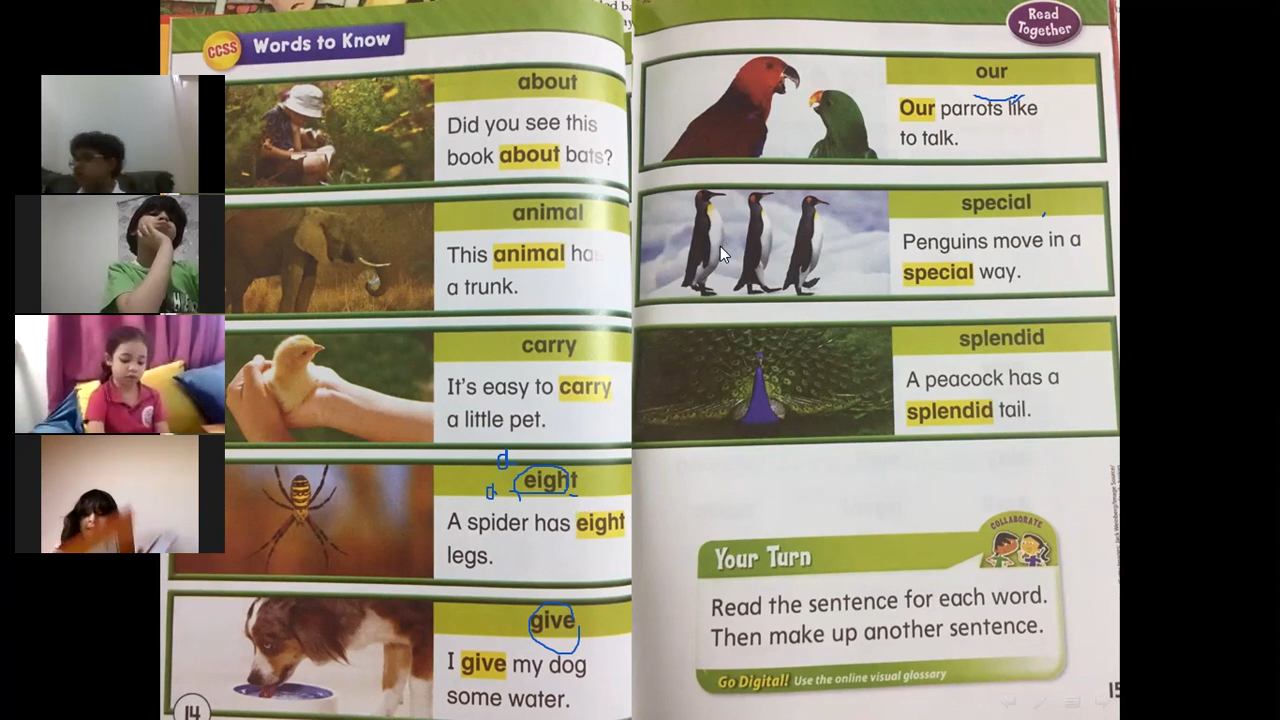 CCSS Words to Know
about
Did you see this
book about bats?
animal
This animal has
a trunk.
carry
It's easy to carry
a little pet.
d
d
eight
A spider has eight
legs.
give
I give my dog
some water.
14
Read
Together
our
Our parrots like
to talk.
special
Penguins move in a
special way.
splendid
A peacock has a
splendid tail.
COLLABORATE
Your Turn
Read the sentence for each word.
Then make up another sentence.
Go Digital! Use the online visual glossary
15